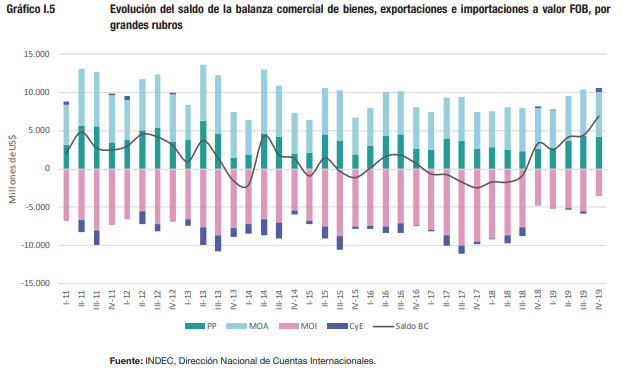 Gráfico I.5
Evolución del saldo de la balanza comercial de bienes, exportaciones e importaciones a valor FOB, por
grandes rubros
Millones de US$
15.000
10.000
5.000
0
-5.000
-10.000
-15.000
I-11 II-11 III-11 IV-11 I-12 II-12 III-12 IV-12 I-13 II-13 III-13 IV-13 I-14 II-14 III-14 IV-14 I-15 II-15 III-15 IV-15 I-16 II-16 III-16 IV-16 I-17 II-17 III-17 IV-17 I-18 II-18 III-18 IV-18 I-19 II-19 III-19 IV-19
PP MOA MOI CyE Saldo BC
Fuente: INDEC, Dirección Nacional de Cuentas Internacionales.